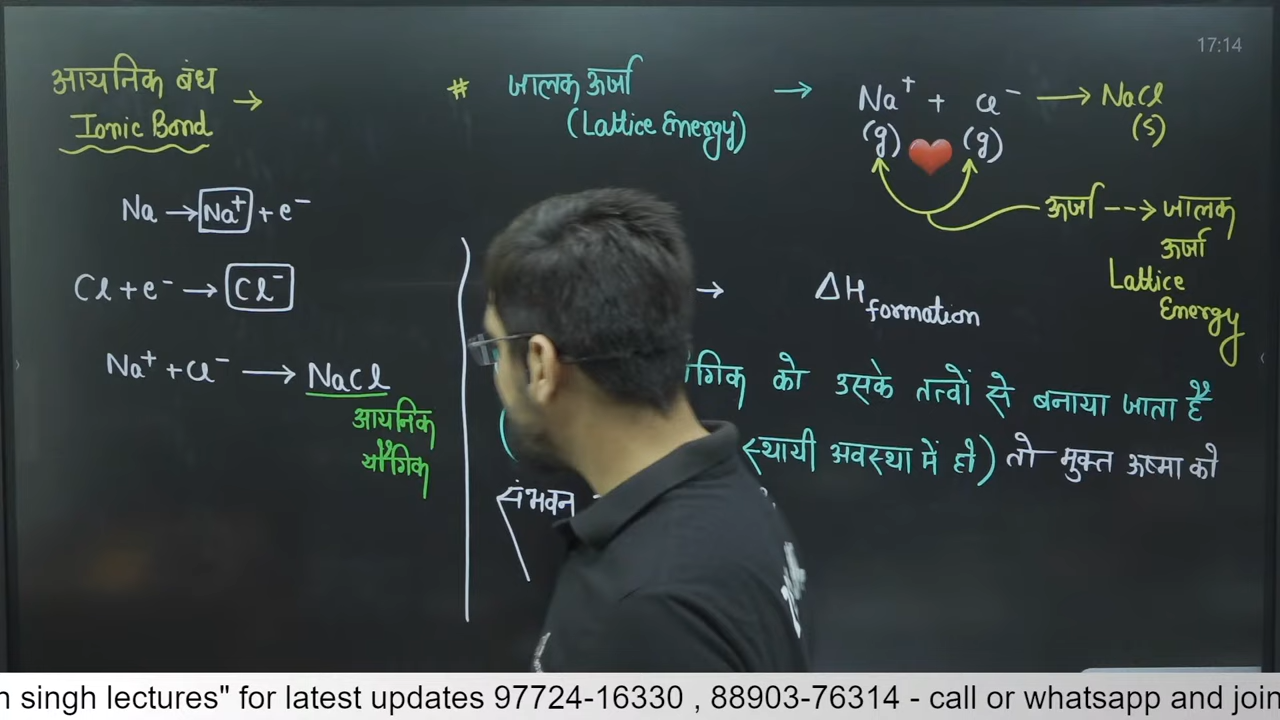 17:14
आयनिक बंध →
Ionic Bond
Na → Na⁺ + e⁻
Cl + e⁻ → Cl⁻
Na⁺ + Cl⁻ → NaCl
आयनिक
यौगिक
# जालक ऊर्जा → Na⁺ + Cl⁻ → NaCl
(Lattice Energy) (g) (g) (s)
ऊर्जा --> जालक
ऊर्जा
Lattice
Energy
→ ΔH formation
को उसके तत्वों से बनाया जाता है
स्थायी अवस्था में हो) तो मुक्त ऊष्मा को
संभवन
singh lectures" for latest updates 97724-16330 , 88903-76314 - call or whatsapp and join